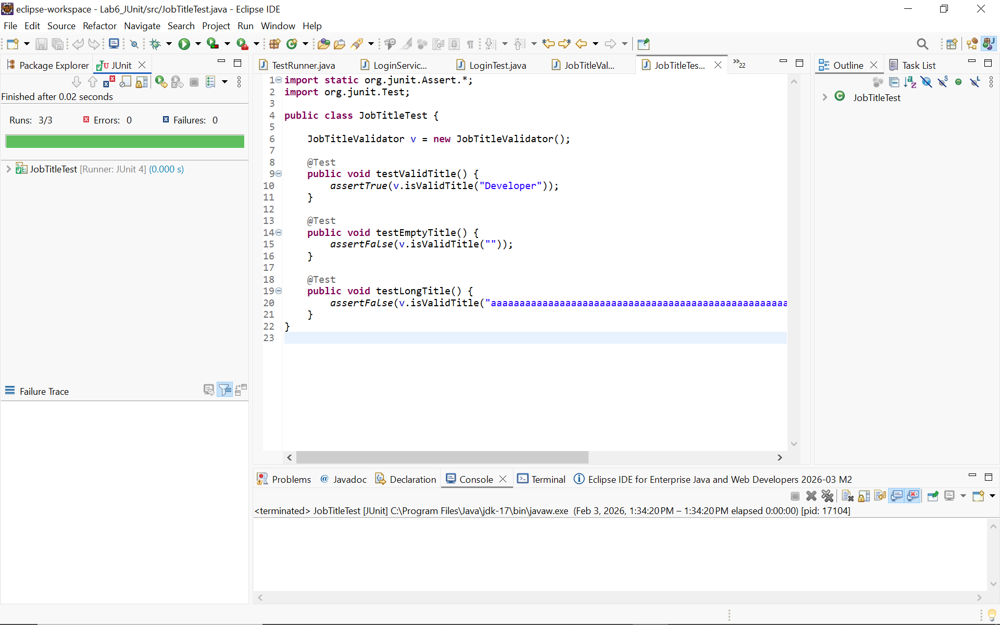 eclipse-workspace - Lab6_JUnit/src/JobTitleTest.java - Eclipse IDE
File Edit Source Refactor Navigate Search Project Run Window Help
Package Explorer JUnit
Finished after 0.02 seconds
Runs: 3/3 Errors: 0 Failures: 0
JobTitleTest [Runner: JUnit 4] (0.000 s)
Failure Trace
TestRunner.java LoginServic... LoginTest.java JobTitleVal... JobTitleTes... »22
1 import static org.junit.Assert.*;
2 import org.junit.Test;
3
4 public class JobTitleTest {
5
6 JobTitleValidator v = new JobTitleValidator();
7
8 @Test
9 public void testValidTitle() {
10 assertTrue(v.isValidTitle("Developer"));
11 }
12
13 @Test
14 public void testEmptyTitle() {
15 assertFalse(v.isValidTitle(""));
16 }
17
18 @Test
19 public void testLongTitle() {
20 assertFalse(v.isValidTitle("aaaaaaaaaaaaaaaaaaaaaaaaaaaaaaaaaaaaaaaaaaaaaaaaaaaa
21 }
22 }
23
Outline Task List
JobTitleTest
Problems Javadoc Declaration Console Terminal Eclipse IDE for Enterprise Java and Web Developers 2026-03 M2
<terminated> JobTitleTest [JUnit] C:\Program Files\Java\jdk-17\bin\javaw.exe (Feb 3, 2026, 1:34:20 PM – 1:34:20 PM elapsed 0:00:00) [pid: 17104]